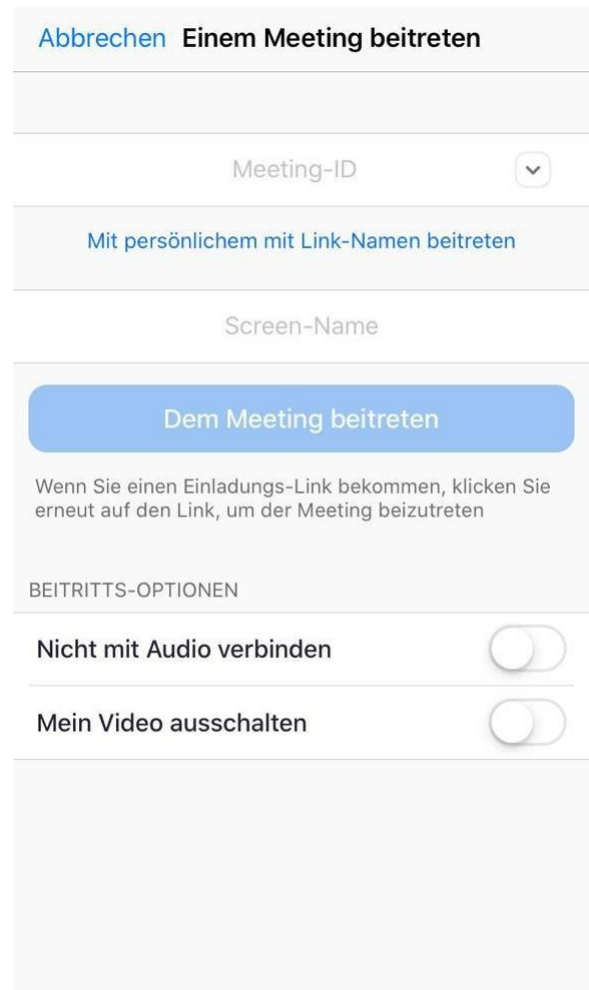 Abbrechen Einem Meeting beitreten
Meeting-ID
Mit persönlichem mit Link-Namen beitreten
Screen-Name
Dem Meeting beitreten
Wenn Sie einen Einladungs-Link bekommen, klicken Sie
erneut auf den Link, um der Meeting beizutreten
BEITRITTS-OPTIONEN
Nicht mit Audio verbinden
Mein Video ausschalten